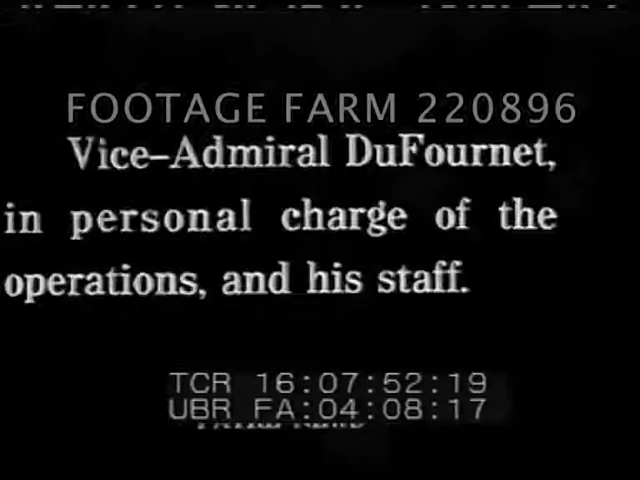 FOOTAGE FARM 220896
Vice–Admiral DuFournet,
in personal charge of the
operations, and his staff.
TCR 16:07:52:19
UBR FA:04:08:17